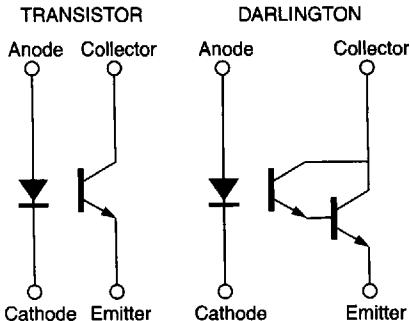 TRANSISTOR DARLINGTON
Anode Collector Anode Collector
Cathode Emitter Cathode Emitter